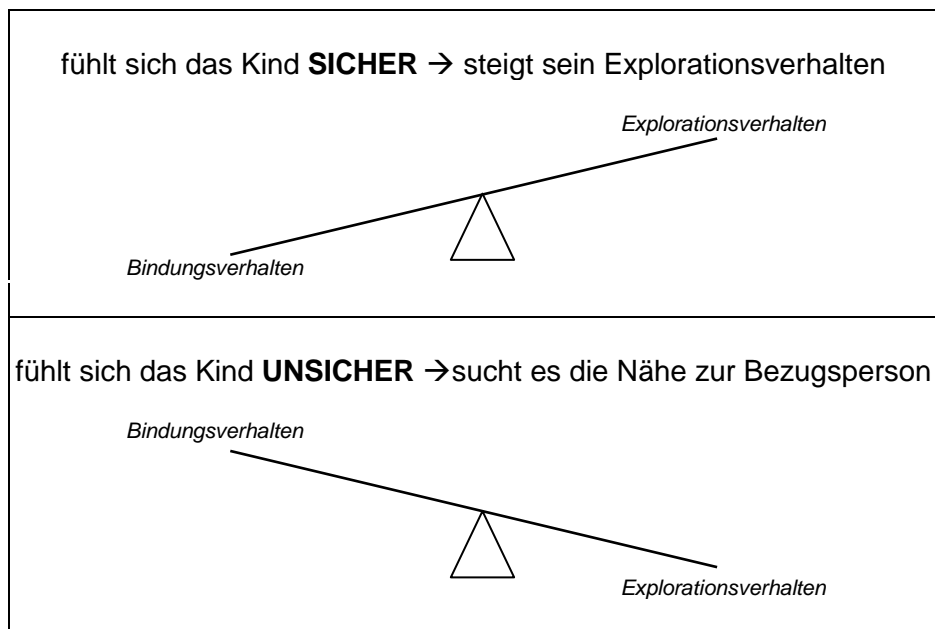 fühlt sich das Kind SICHER → steigt sein Explorationsverhalten
Explorationsverhalten
Bindungsverhalten
fühlt sich das Kind UNSICHER →sucht es die Nähe zur Bezugsperson
Bindungsverhalten
Explorationsverhalten